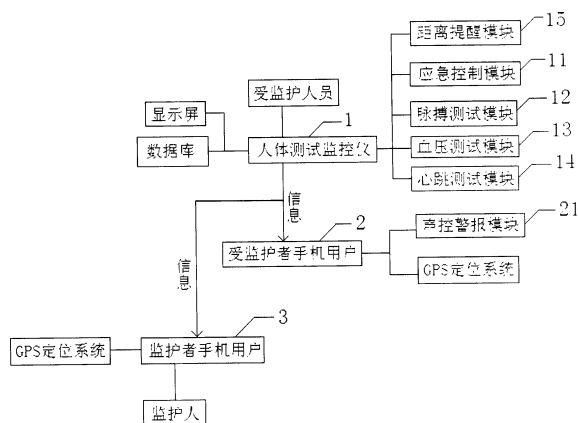 距离提醒模块 15
应急控制模块 11
受监护人员
脉搏测试模块 12
显示屏
1
数据库
人体测试监控仪
血压测试模块 13
心跳测试模块 14
信息
2
声控警报模块 21
受监护者手机用户
信息
GPS定位系统
3
GPS定位系统
监护者手机用户
监护人